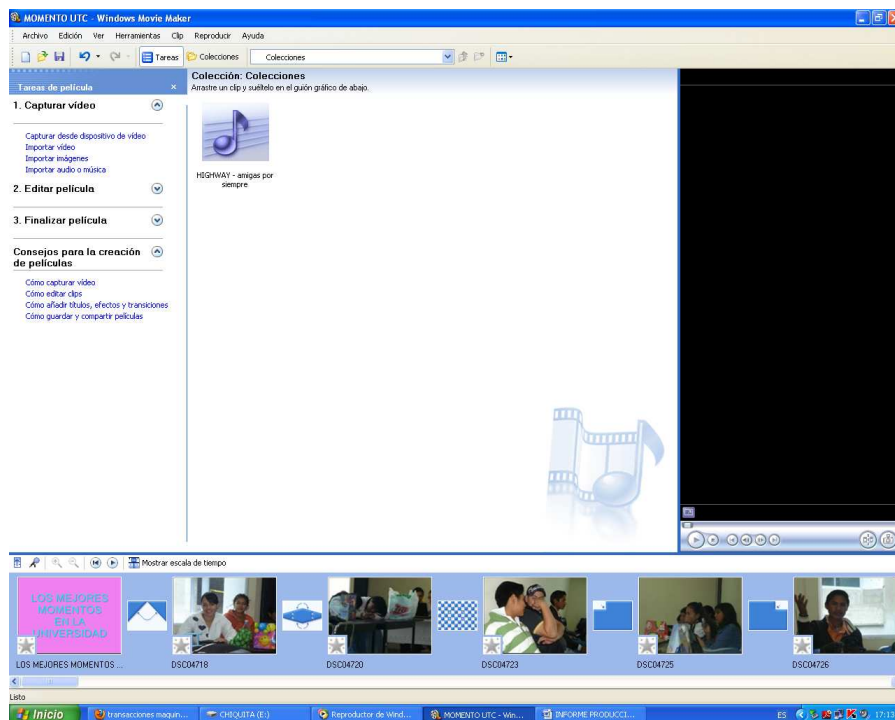 MOMENTO UTC - Windows Movie Maker
Archivo Edición Ver Herramientas Clip Reproducir Ayuda
Tareas Colecciones Colecciones
Tareas de película
Colección: Colecciones
Arrastre un clip y suéltelo en el guión gráfico de abajo.
1. Capturar vídeo
Capturar desde dispositivo de vídeo
Importar vídeo
Importar imágenes
Importar audio o música
2. Editar película
3. Finalizar película
Consejos para la creación
de películas
Cómo capturar vídeo
Cómo editar clips
Cómo añadir títulos, efectos y transiciones
Cómo guardar y compartir películas
HIGHWAY - amigas por
siempre
Mostrar escala de tiempo
LOS MEJORES
MOMENTOS
EN LA
UNIVERSIDAD
LOS MEJORES MOMENTOS ... DSC04718 DSC04720 DSC04723 DSC04725 DSC04726
Listo
Inicio transacciones maquin... CHIQUITA (E:) Reproductor de Wind... MOMENTO UTC - Win... INFORME PRODUCCI... ES 17:13